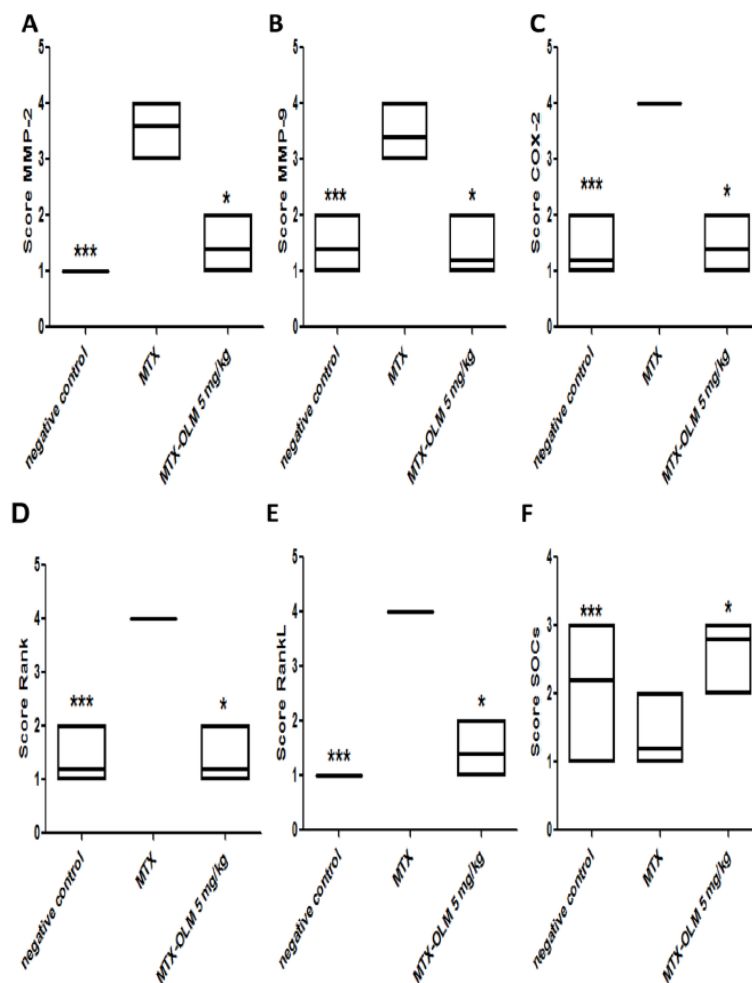 A
B
C
Score MMP-2
5
4
3
2
1
0
***
*
negative control
MTX
MTX-OLM 5 mg/kg
Score MMP-9
5
4
3
2
1
0
***
*
negative control
MTX
MTX-OLM 5 mg/kg
Score COX-2
5
4
3
2
1
0
***
*
negative control
MTX
MTX-OLM 5 mg/kg
D
E
F
Score Rank
5
4
3
2
1
0
***
*
negative control
MTX
MTX-OLM 5 mg/kg
Score RankL
5
4
3
2
1
0
***
*
negative control
MTX
MTX-OLM 5 mg/kg
Score SOCs
4
3
2
1
0
***
*
negative control
MTX
MTX-OLM 5 mg/kg